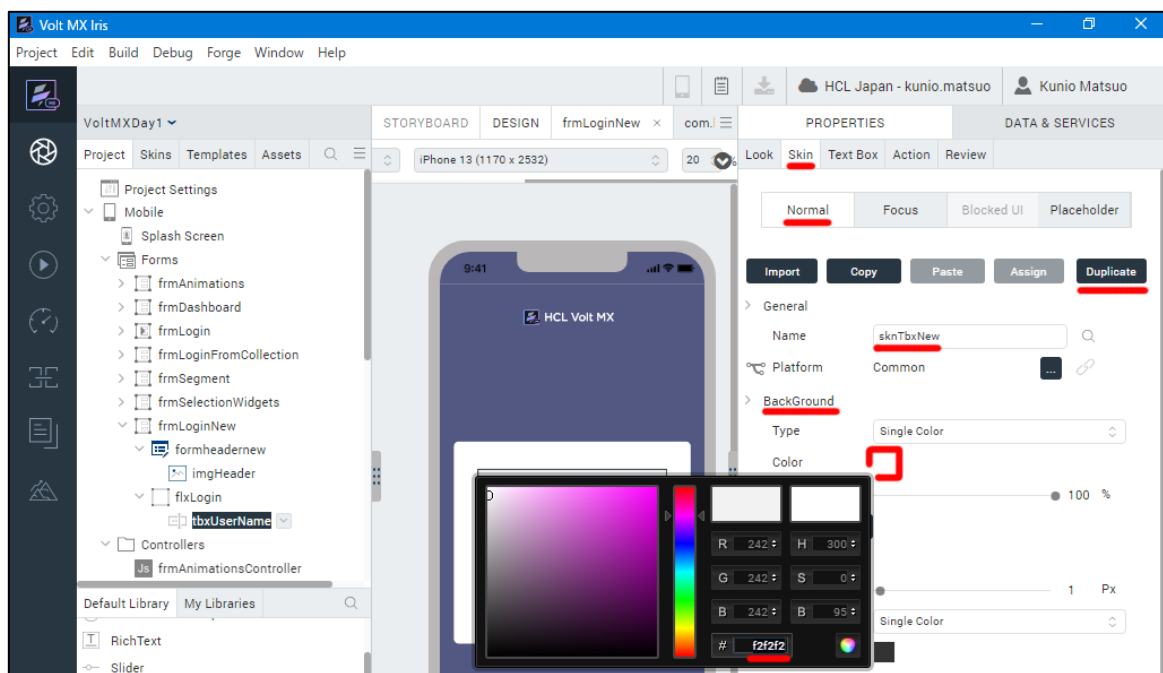 Volt MX Iris
Project Edit Build Debug Forge Window Help
HCL Japan - kunio.matsuo
Kunio Matsuo
VoltMXDay1
STORYBOARD
DESIGN
frmLoginNew ×
com.
PROPERTIES
DATA & SERVICES
Project Skins Templates Assets
iPhone 13 (1170 x 2532)
20
%
Look Skin Text Box Action Review
Project Settings
Mobile
Splash Screen
Forms
frmAnimations
frmDashboard
frmLogin
frmLoginFromCollection
frmSegment
frmSelectionWidgets
frmLoginNew
formheadernew
imgHeader
flxLogin
tbxUserName
Controllers
Js frmAnimationsController
Default Library My Libraries
T RichText
Slider
9:41
HCL Volt MX
Normal Focus Blocked UI Placeholder
Import Copy Paste Assign Duplicate
General
Name sknTbxNew
Platform Common ...
BackGround
Type Single Color
Color
100 %
1 Px
Single Color
R 242 H 300
G 242 S 0
B 242 B 95
# f2f2f2